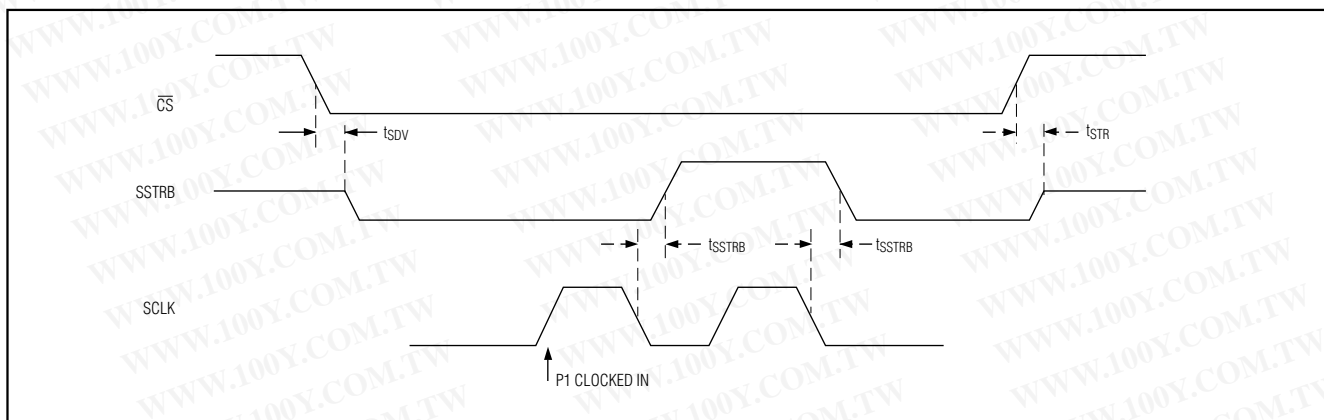 CS
tSDV
tSTR
SSTRB
tSSTRB
tSSTRB
SCLK
P1 CLOCKED IN
WWW.100Y.COM.TW